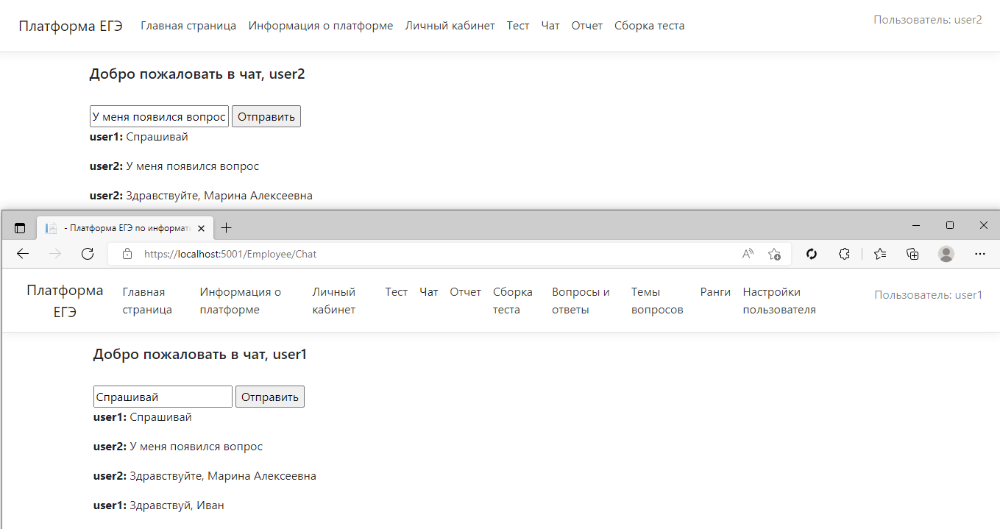 Платформа ЕГЭ Главная страница Информация о платформе Личный кабинет Тест Чат Отчет Сборка теста Пользователь: user2
Добро пожаловать в чат, user2
У меня появился вопрос Отправить
user1: Спрашивай
user2: У меня появился вопрос
user2: Здравствуйте, Марина Алексеевна
- Платформа ЕГЭ по информат
https://localhost:5001/Employee/Chat
Платформа ЕГЭ
Главная страница
Информация о платформе
Личный кабинет
Тест
Чат
Отчет
Сборка теста
Вопросы и ответы
Темы вопросов
Ранги
Настройки пользователя
Пользователь: user1
Добро пожаловать в чат, user1
Спрашивай Отправить
user1: Спрашивай
user2: У меня появился вопрос
user2: Здравствуйте, Марина Алексеевна
user1: Здравствуй, Иван